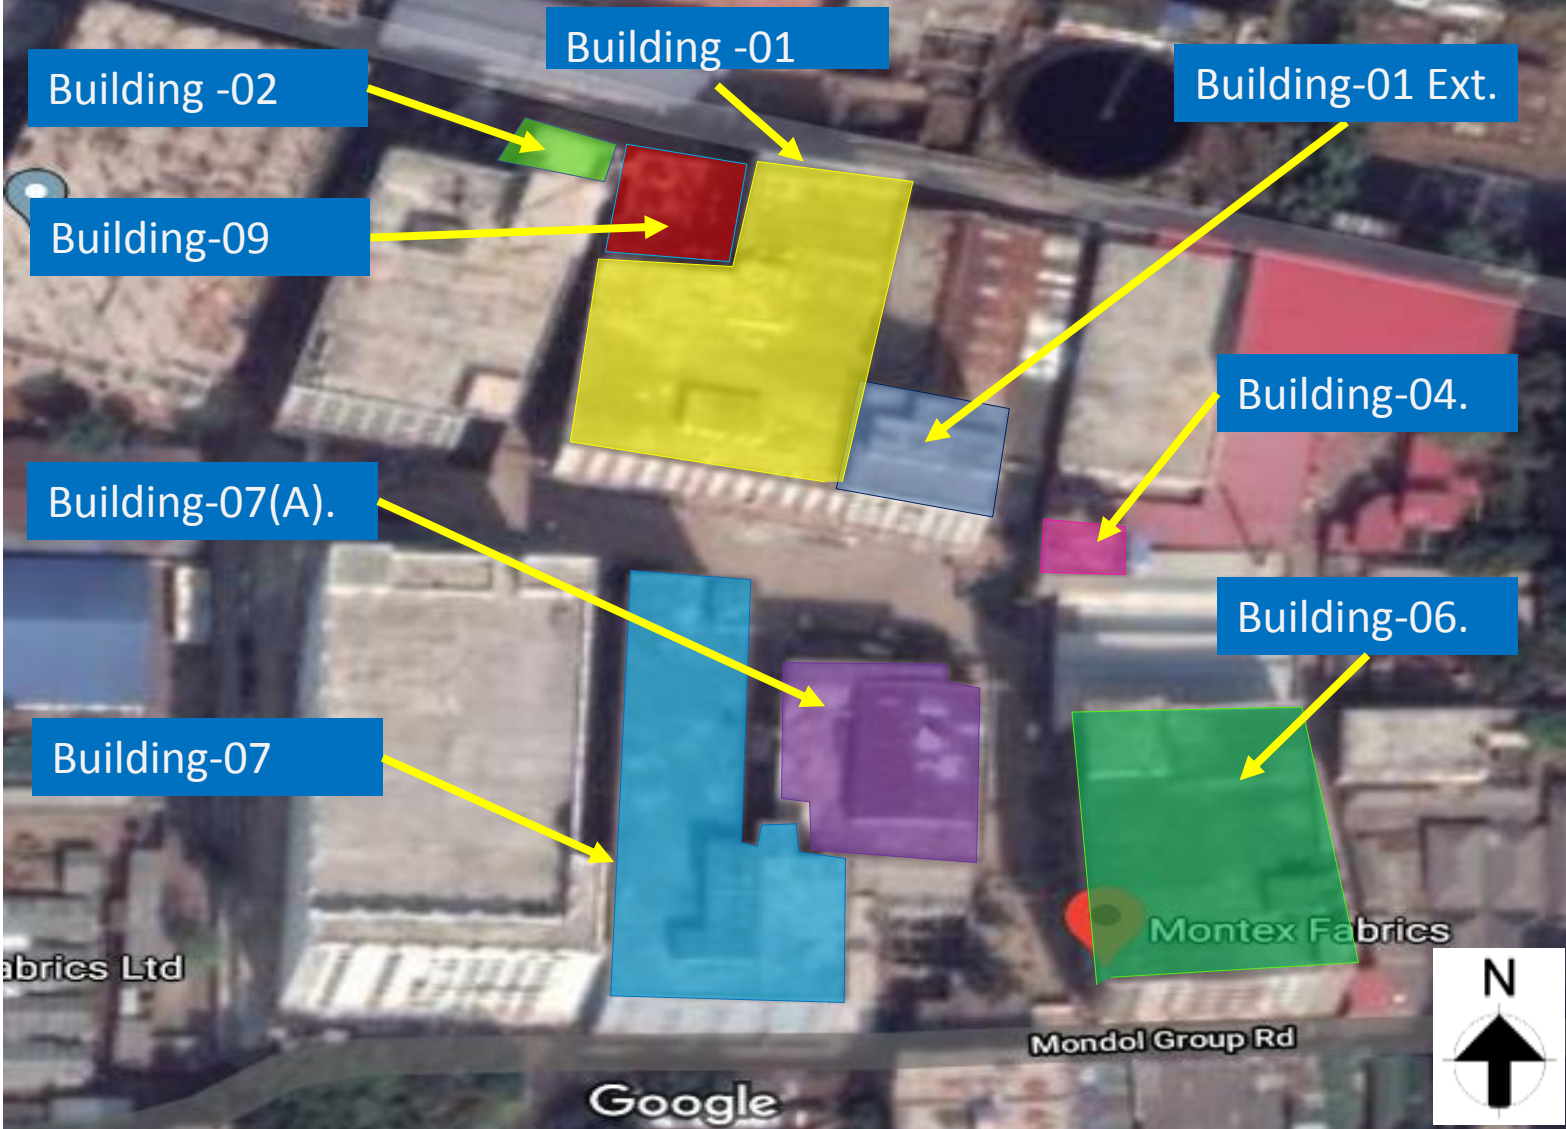 Building -01
Building -02
Building-01 Ext.
Building-09
Building-04.
Building-07(A).
Building-06.
Building-07
Montex Fabrics
abrics Ltd
Mondol Group Rd
Google
N